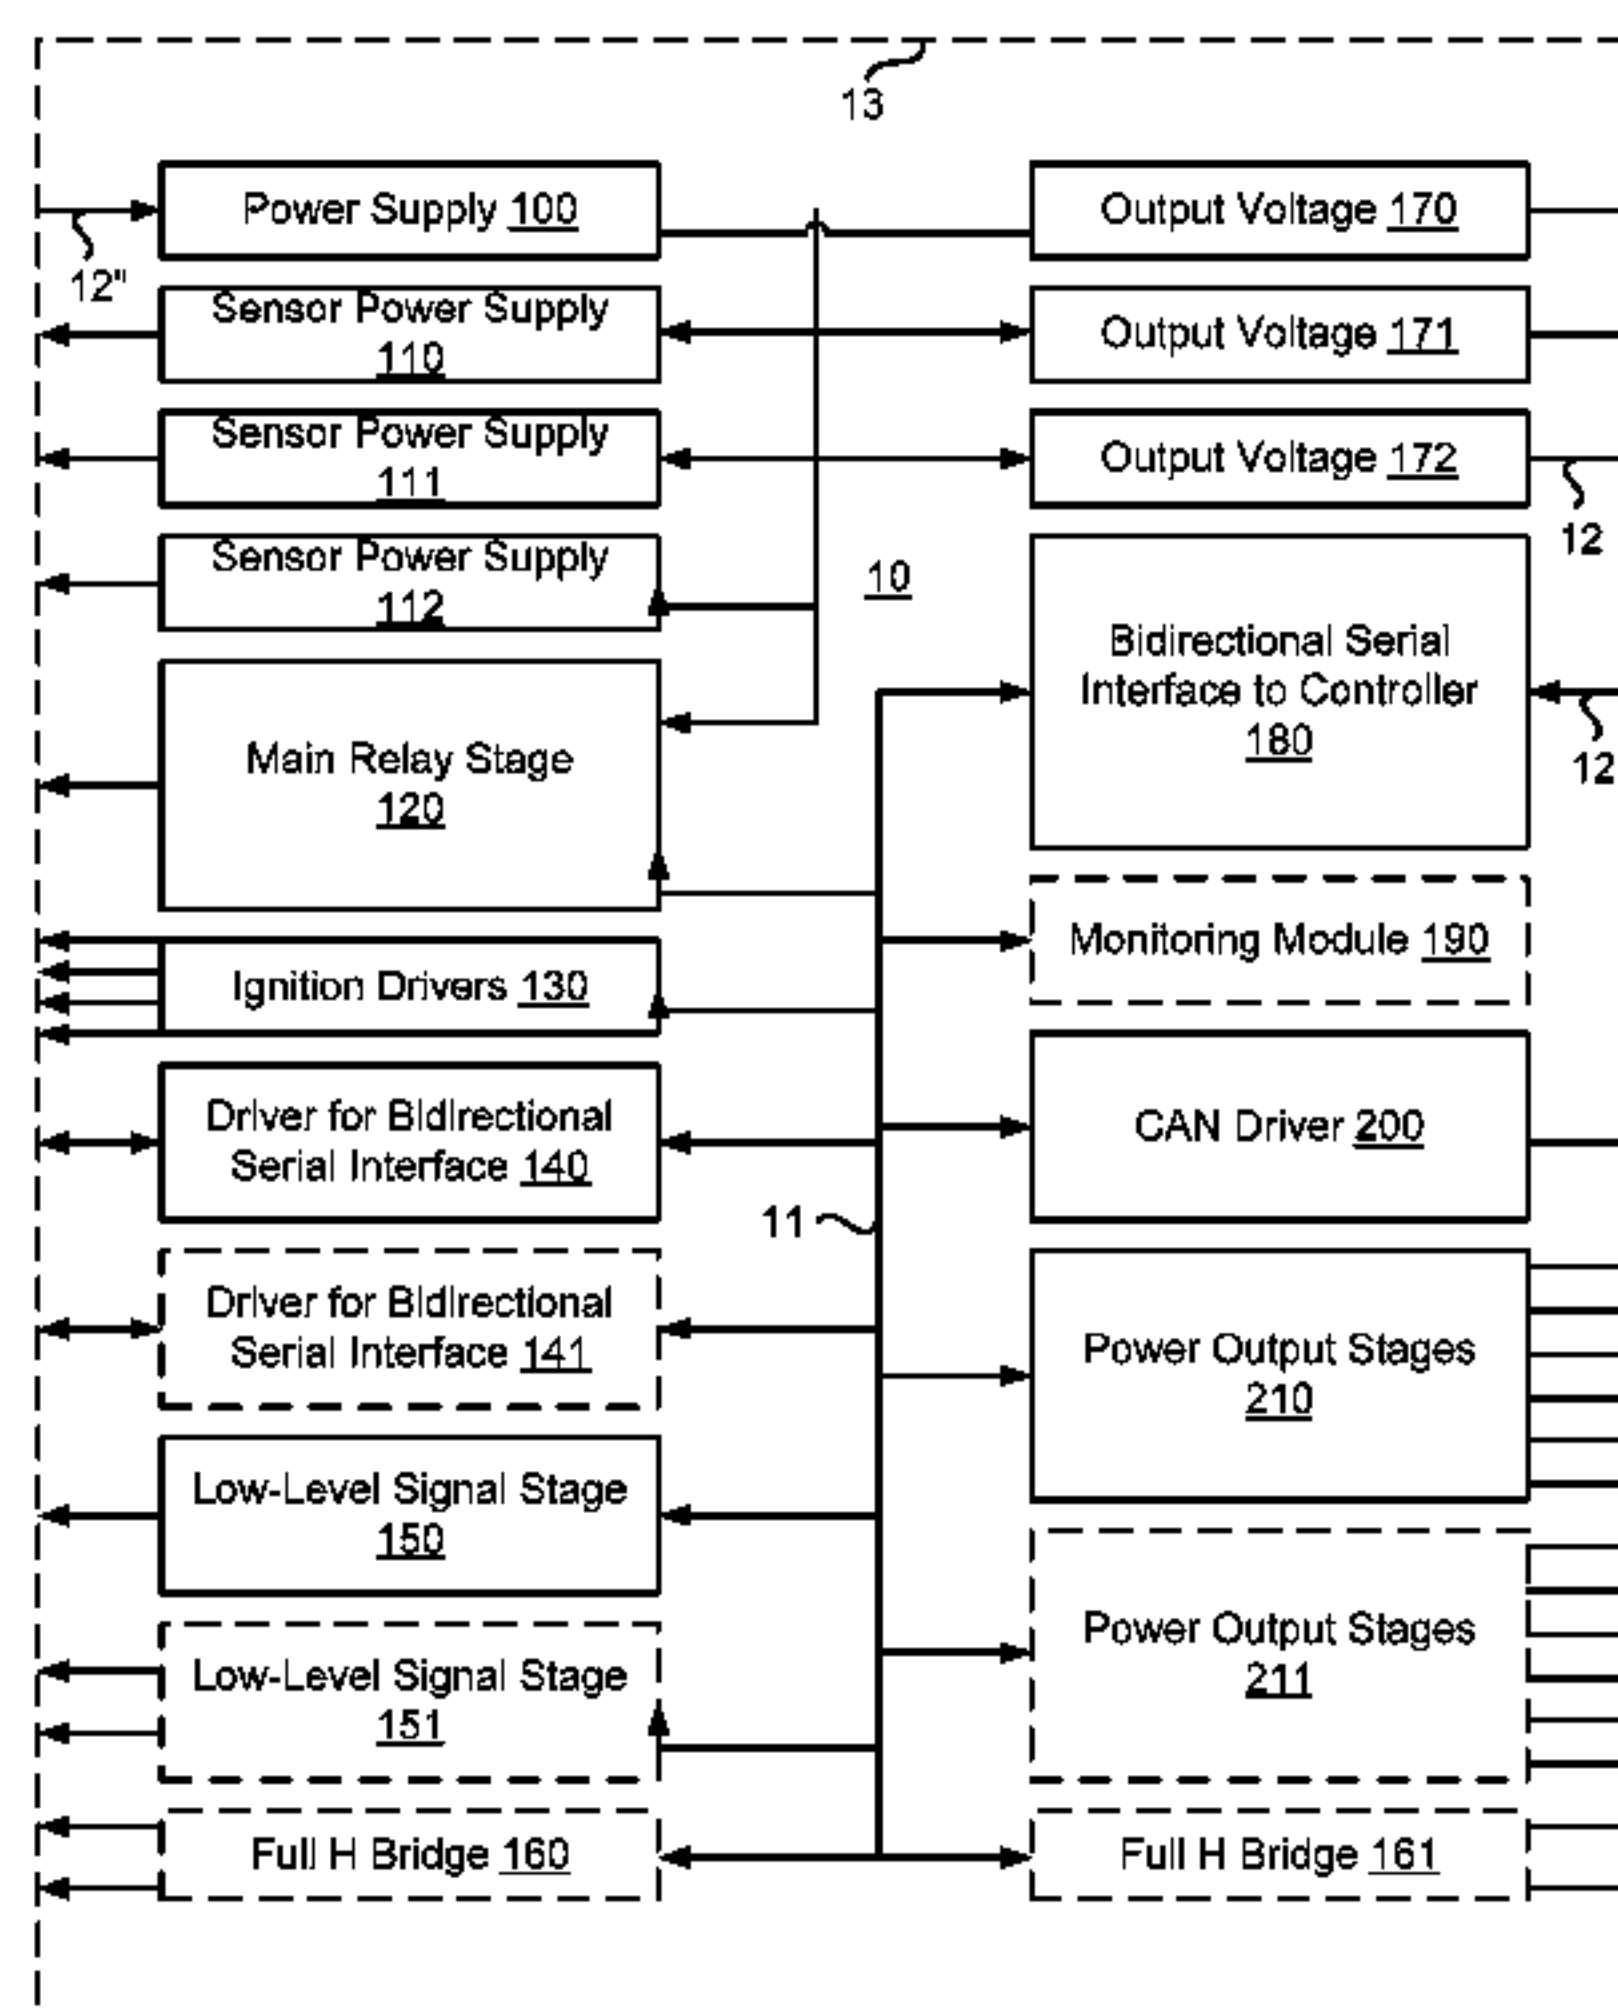 13
Power Supply 100
12"
Sensor Power Supply
110
Sensor Power Supply
111
Sensor Power Supply
112
Main Relay Stage
120
Ignition Drivers 130
Driver for Bidirectional
Serial Interface 140
Driver for Bidirectional
Serial Interface 141
Low-Level Signal Stage
150
Low-Level Signal Stage
151
Full H Bridge 160
10
11
Output Voltage 170
Output Voltage 171
Output Voltage 172
12
Bidirectional Serial
Interface to Controller
180
12
Monitoring Module 190
CAN Driver 200
Power Output Stages
210
Power Output Stages
211
Full H Bridge 161